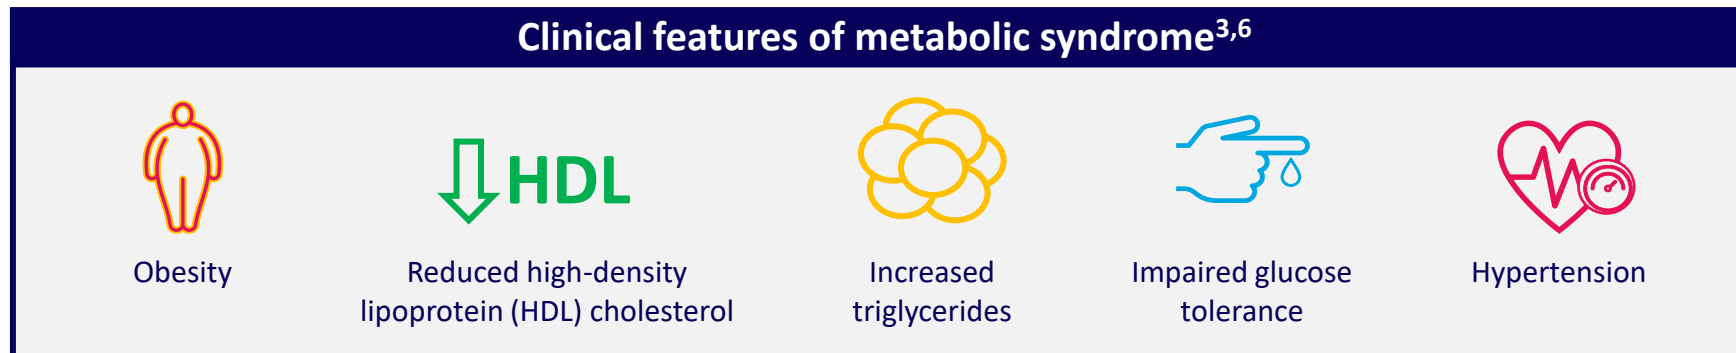 Clinical features of metabolic syndrome3,6
HDL
Obesity
Reduced high-density
lipoprotein (HDL) cholesterol
Increased
triglycerides
Impaired glucose
tolerance
Hypertension